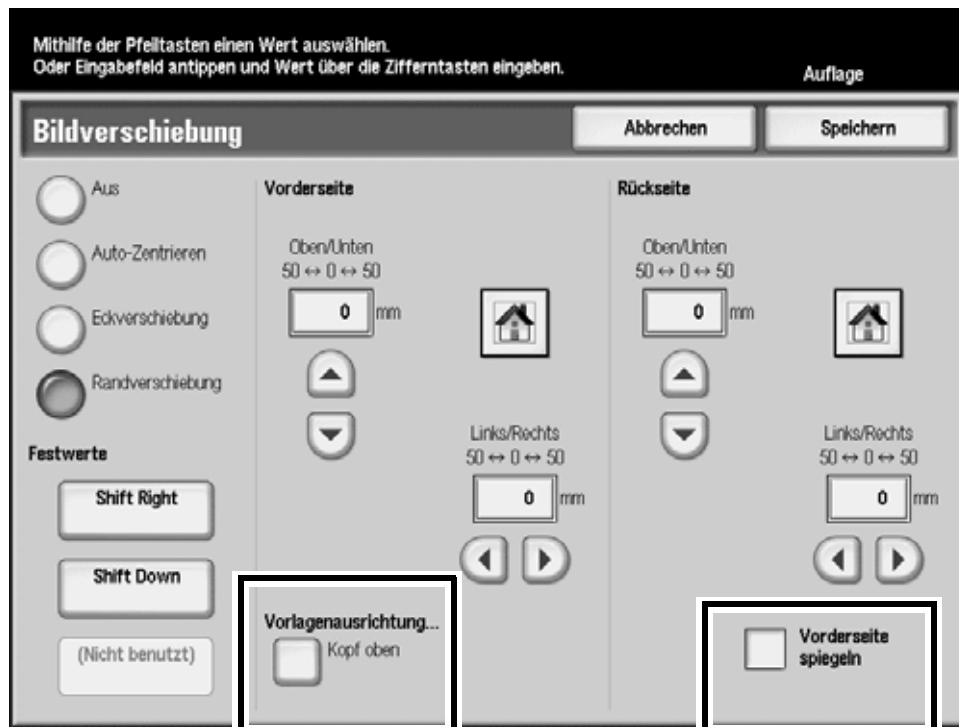 Mithilfe der Pfeiltasten einen Wert auswählen.
Oder Eingabefeld antippen und Wert über die Zifferntasten eingeben.
Auflage
Bildverschiebung
Abbrechen
Speichern
Aus
Auto-Zentrieren
Eckverschiebung
Randverschiebung
Festwerte
Shift Right
Shift Down
(Nicht benutzt)
Vorderseite
Oben/Unten
50 ↔ 0 ↔ 50
0 mm
Links/Rechts
50 ↔ 0 ↔ 50
0 mm
Vorlagenausrichtung...
Kopf oben
Rückseite
Oben/Unten
50 ↔ 0 ↔ 50
0 mm
Links/Rechts
50 ↔ 0 ↔ 50
0 mm
Vorderseite
spiegeln